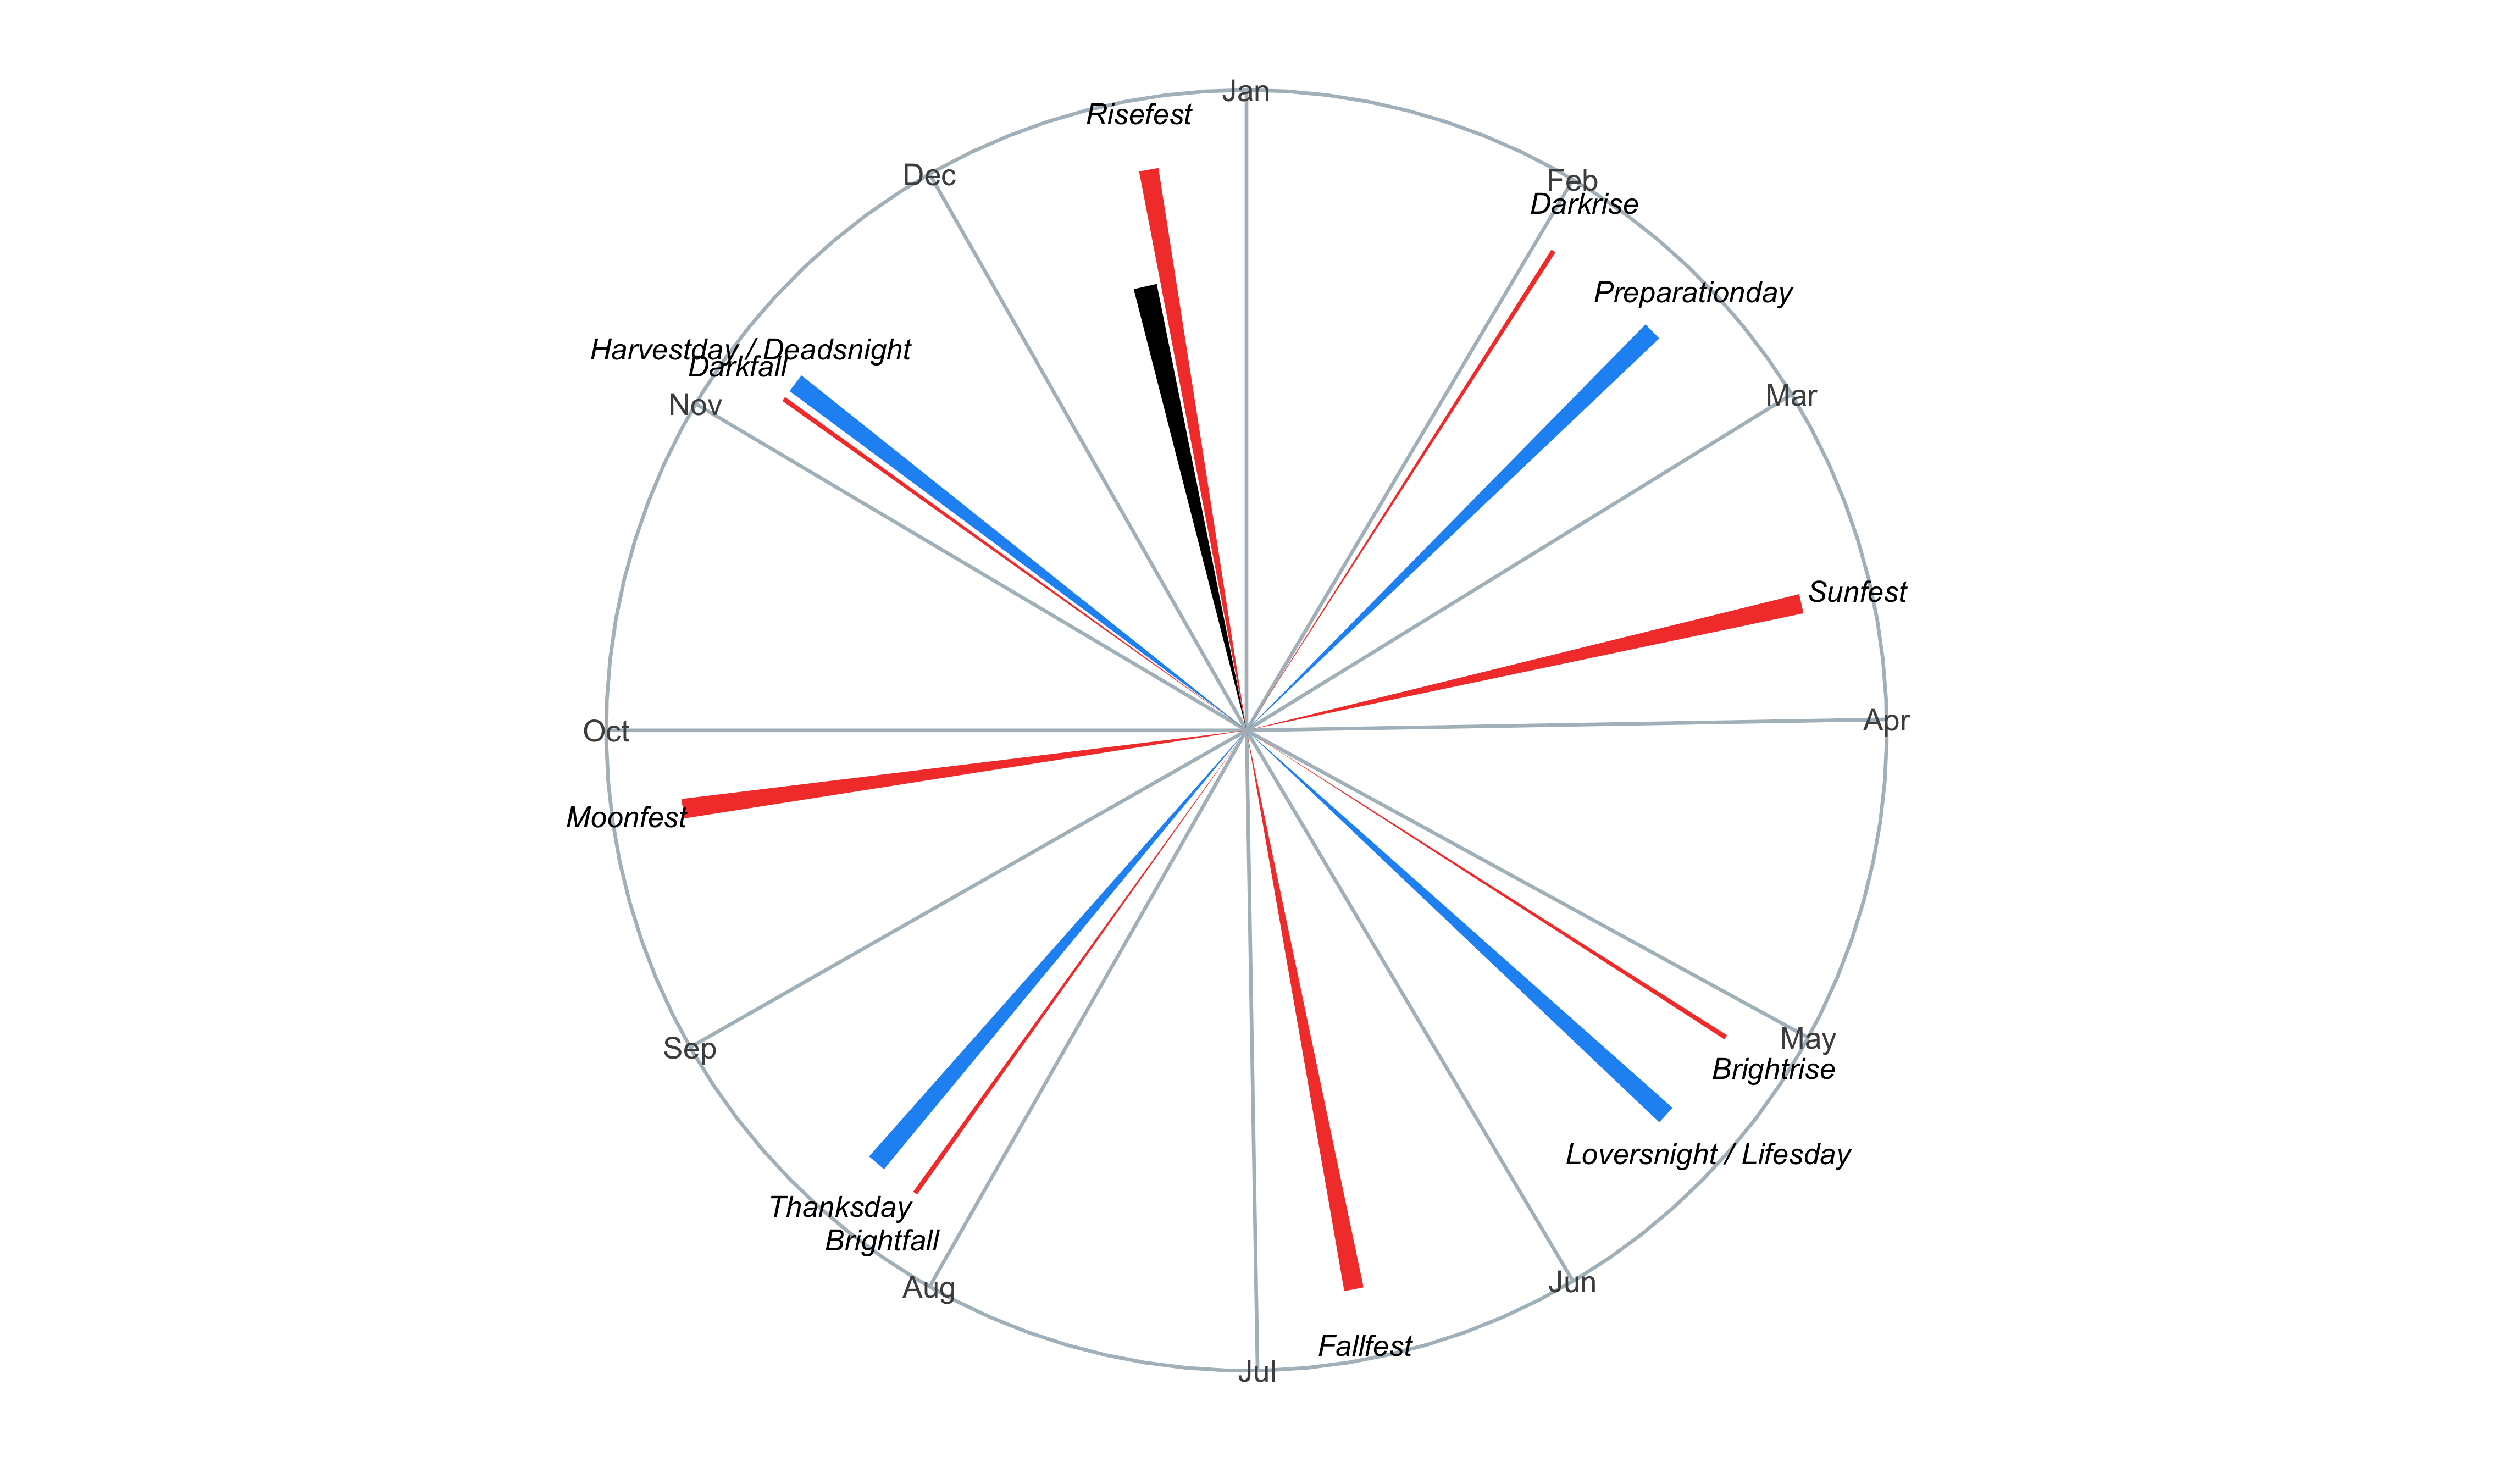 Jan
Risefest
Dec
Feb
Darkrise
Preparationday
Harvestday / Deadsnight
Darkfall
Nov
Mar
Sunfest
Oct
Apr
Moonfest
May
Brightrise
Sep
Loversnight / Lifesday
Thanksday
Brightfall
Aug
Jun
Fallfest
Jul